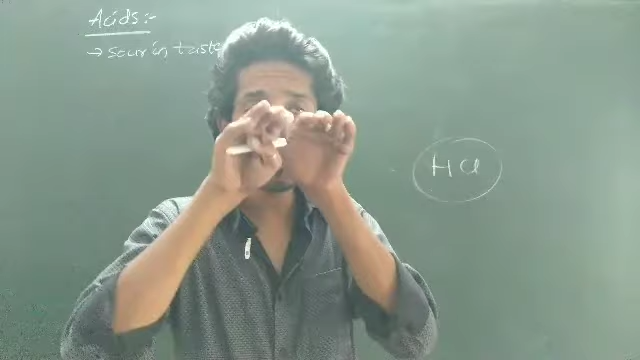 Acids:-
→ Sour in taste
HCl